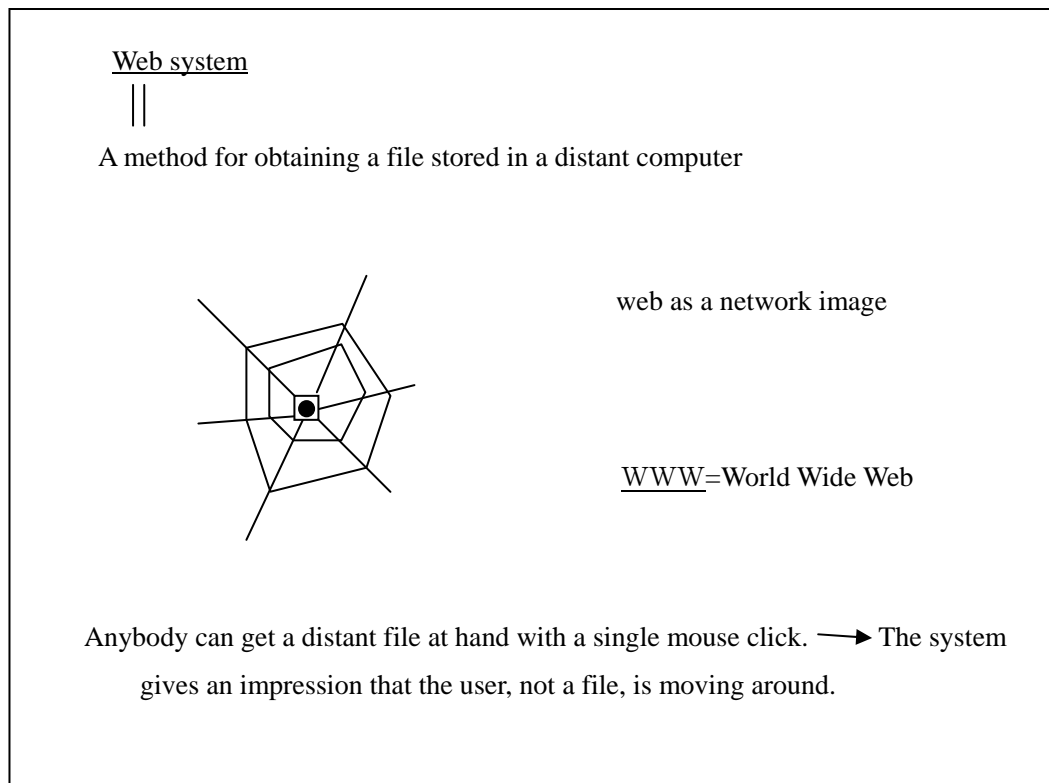 Web system
A method for obtaining a file stored in a distant computer
web as a network image
WWW=World Wide Web
Anybody can get a distant file at hand with a single mouse click. → The system
gives an impression that the user, not a file, is moving around.